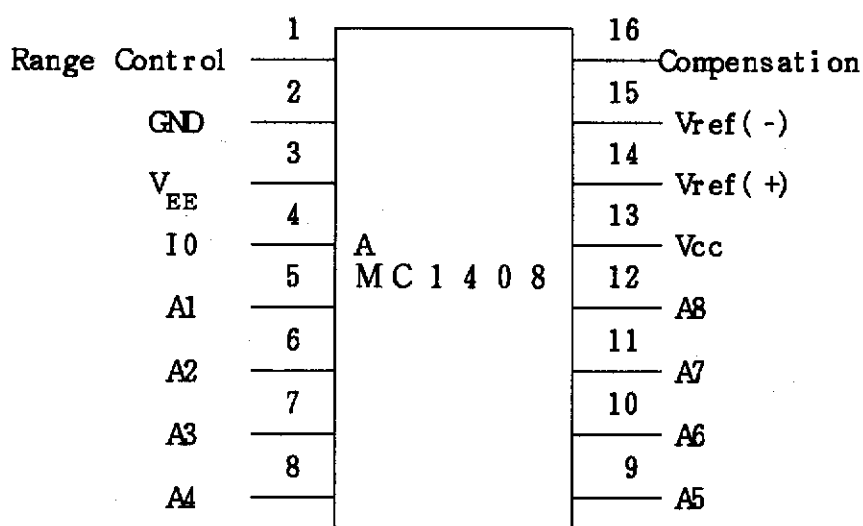 1 16
Range Control Compensation
2 15
GND Vref(-)
3 14
VEE Vref(+)
4 13
I0 A Vcc
5 MC1408 12
A1 A8
6 11
A2 A7
7 10
A3 A6
8 9
A4 A5